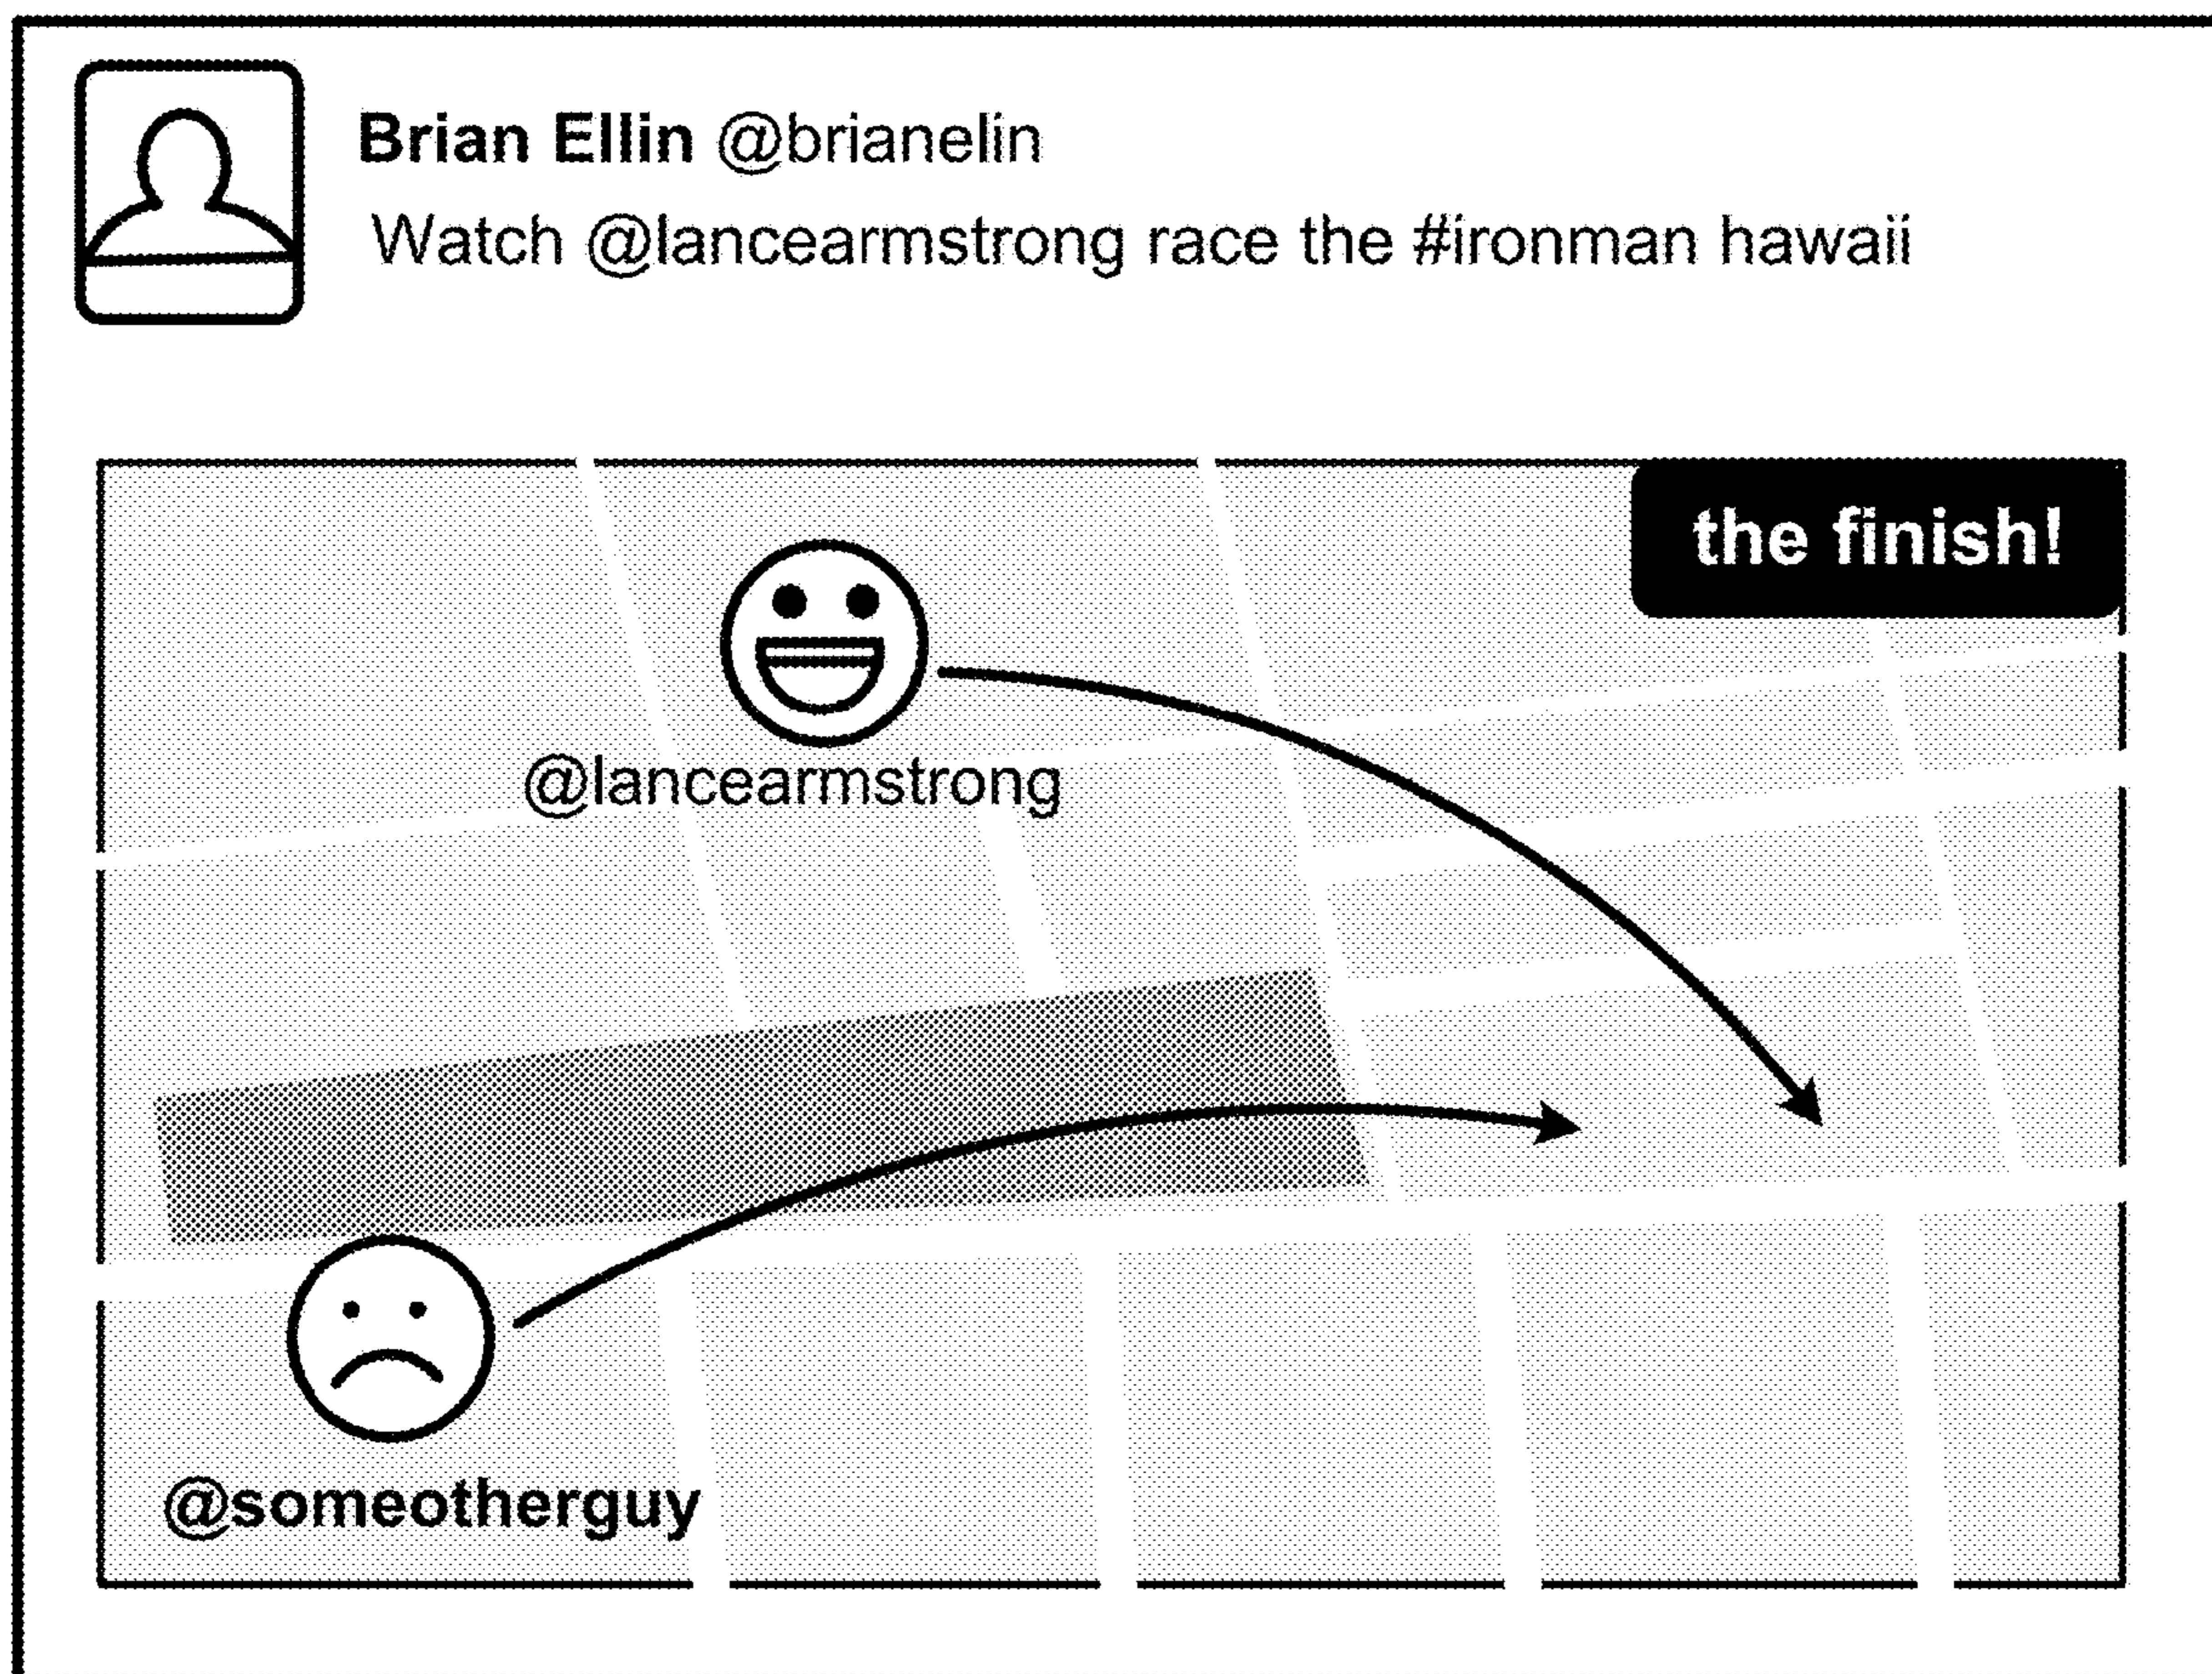 Brian Ellin @brianelin
Watch @lancearmstrong race the #ironman hawaii
the finish!
@lancearmstrong
@someotherguy